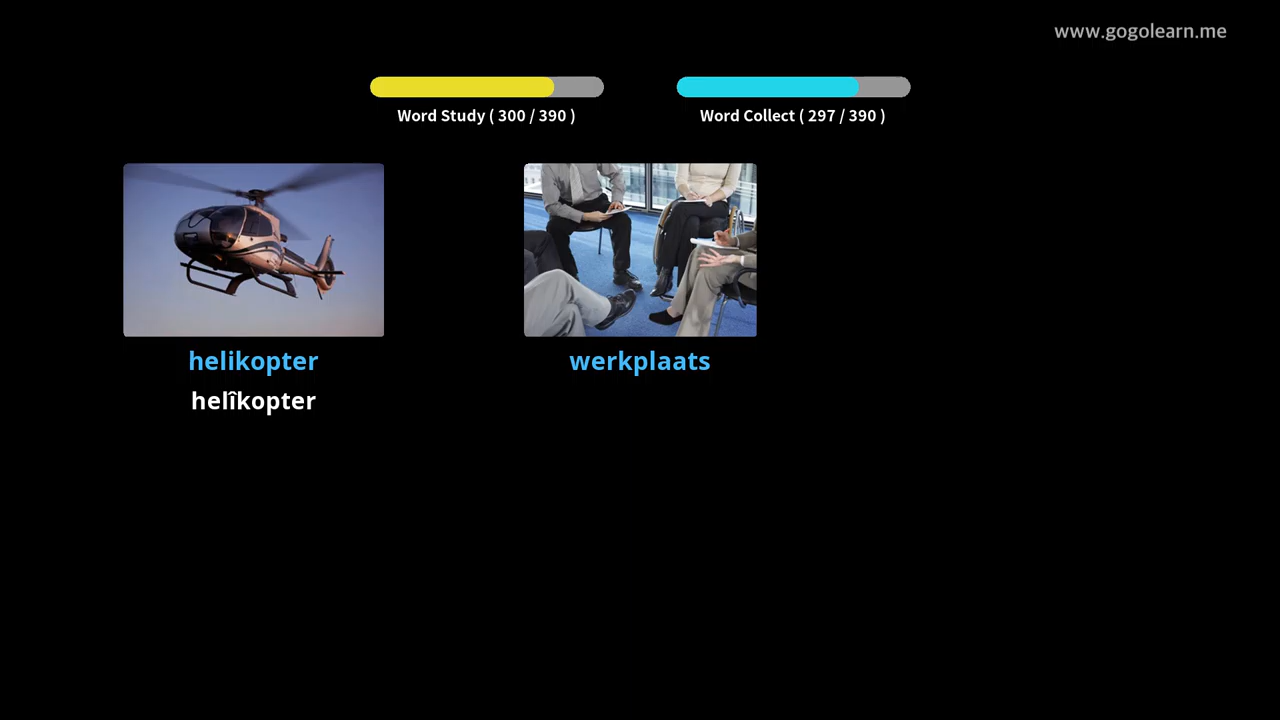 www.gogolearn.me
Word Study ( 300 / 390 )
Word Collect ( 297 / 390 )
helikopter
werkplaats
helîkopter